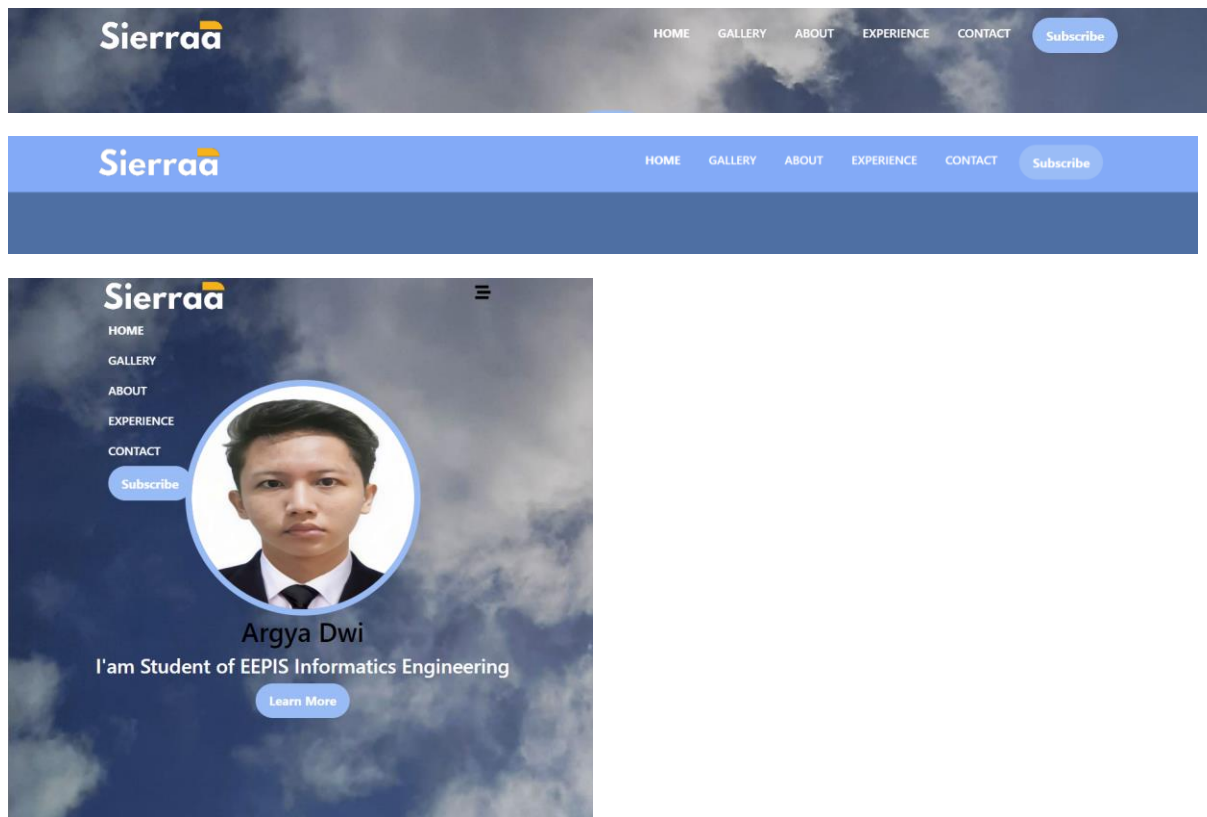 Sierraa HOME GALLERY ABOUT EXPERIENCE CONTACT Subscribe
Sierraa HOME GALLERY ABOUT EXPERIENCE CONTACT Subscribe
Sierraa
HOME
GALLERY
ABOUT
EXPERIENCE
CONTACT
Subscribe
Argya Dwi
I'am Student of EEPIS Informatics Engineering
Learn More